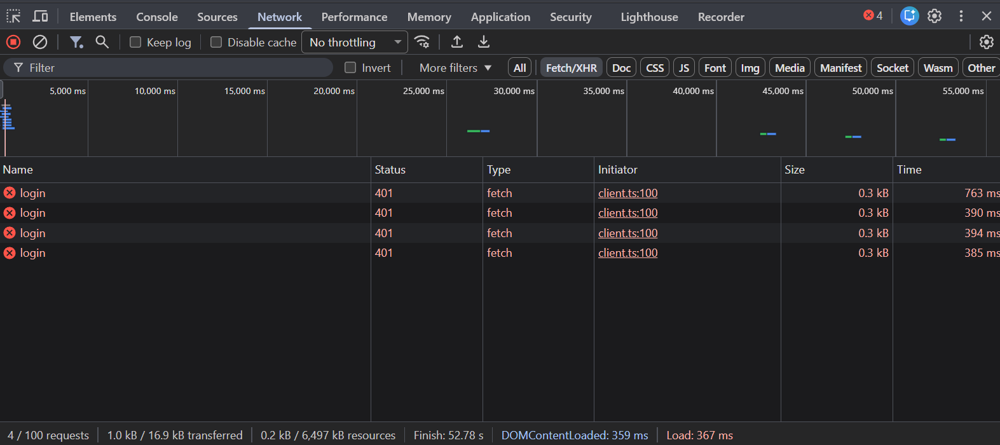 Elements Console Sources Network Performance Memory Application Security Lighthouse Recorder 4
Keep log Disable cache No throttling
Filter Invert More filters All Fetch/XHR Doc CSS JS Font Img Media Manifest Socket Wasm Other
5,000 ms 10,000 ms 15,000 ms 20,000 ms 25,000 ms 30,000 ms 35,000 ms 40,000 ms 45,000 ms 50,000 ms 55,000 ms
Name Status Type Initiator Size Time
login 401 fetch client.ts:100 0.3 kB 763 ms
login 401 fetch client.ts:100 0.3 kB 390 ms
login 401 fetch client.ts:100 0.3 kB 394 ms
login 401 fetch client.ts:100 0.3 kB 385 ms
4 / 100 requests 1.0 kB / 16.9 kB transferred 0.2 kB / 6,497 kB resources Finish: 52.78 s DOMContentLoaded: 359 ms Load: 367 ms